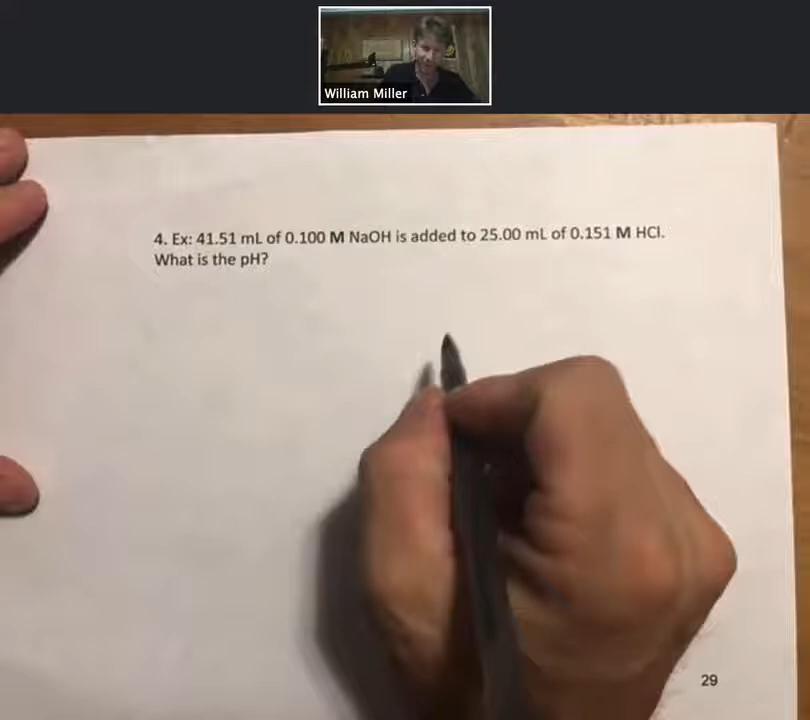 William Miller
4. Ex: 41.51 mL of 0.100 M NaOH is added to 25.00 mL of 0.151 M HCl.
What is the pH?
29